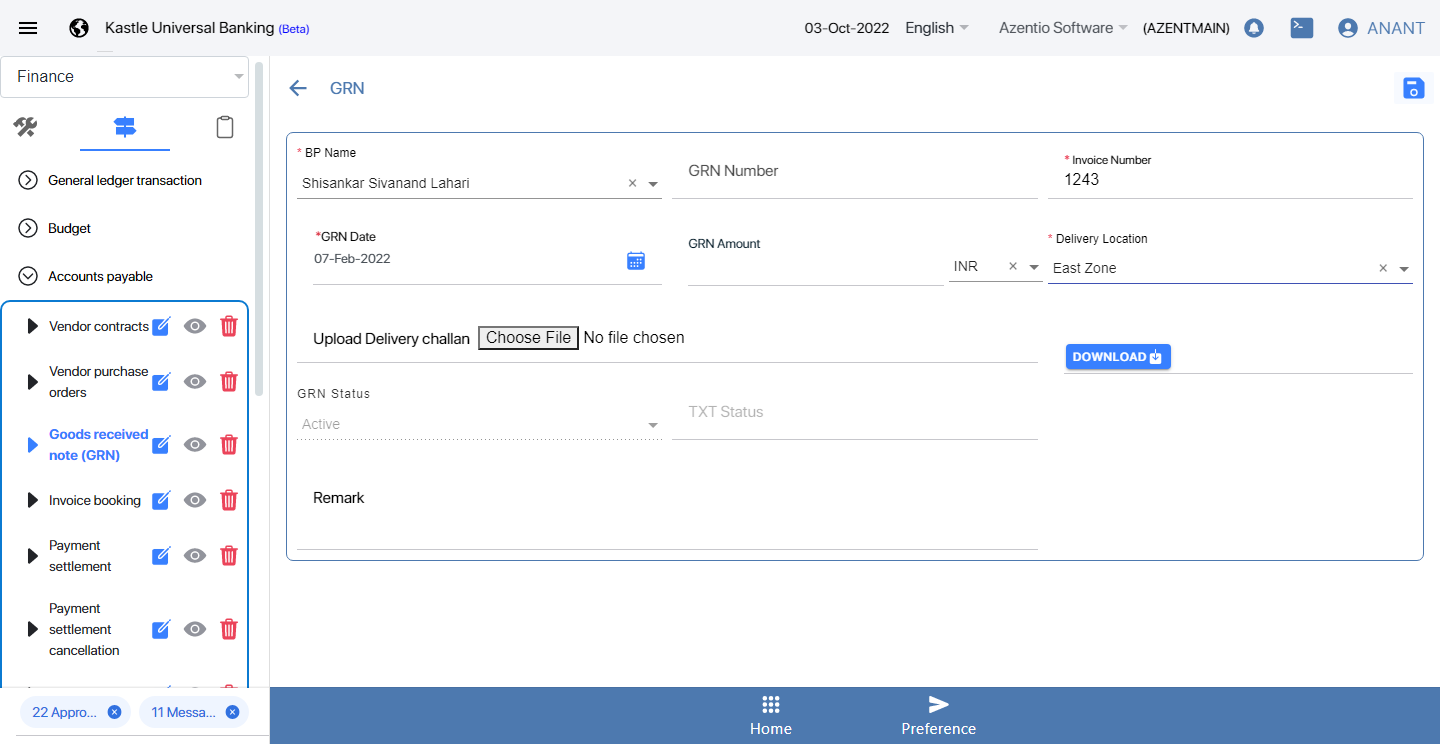 Kastle Universal Banking (Beta)
03-Oct-2022 English Azentio Software (AZENTMAIN) ANANT
Finance
General ledger transaction
Budget
Accounts payable
Vendor contracts
Vendor purchase
orders
Goods received
note (GRN)
Invoice booking
Payment
settlement
Payment
settlement
cancellation
22 Appro...
11 Messa...
GRN
* BP Name
Shisankar Sivanand Lahari
GRN Number
* Invoice Number
1243
*GRN Date
07-Feb-2022
GRN Amount
INR
* Delivery Location
East Zone
Upload Delivery challan Choose File No file chosen
DOWNLOAD
GRN Status
Active
TXT Status
Remark
Home
Preference